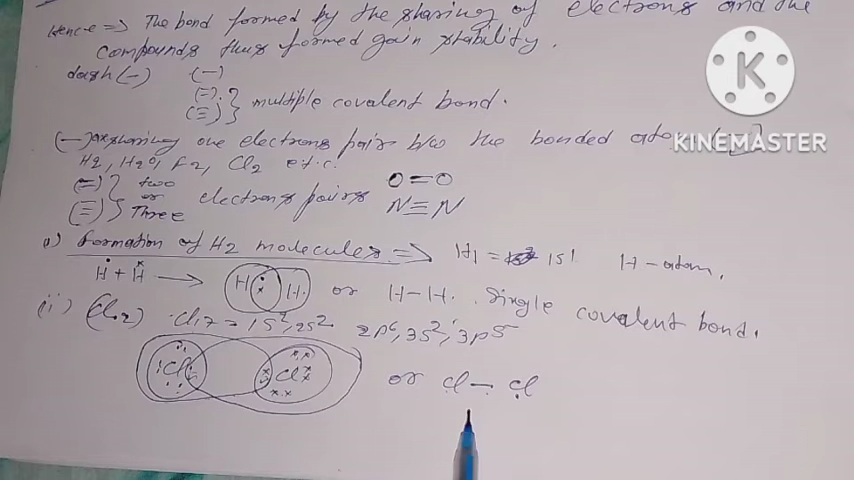 Hence => The bond formed by the sharing of electrons and the
compounds thus formed gain stability.
dash (-) (-)
(=)
(≡) } multiple covalent bond.
(-) sharing one electrons pair b/w the bonded atom
H2, H2O, F2, Cl2 etc.
(=) } two or electrons pairs O=O
(≡) } Three N≡N
Formation of H2 molecules => H1 = 1s1 H-atom.
H + H → H H. or H-H. Single covalent bond.
(ii) (Cl2) Cl17 = 1s2, 2s2 2p6, 3s2, 3p5
Cl Cl or Cl - Cl
K
KINEMASTER